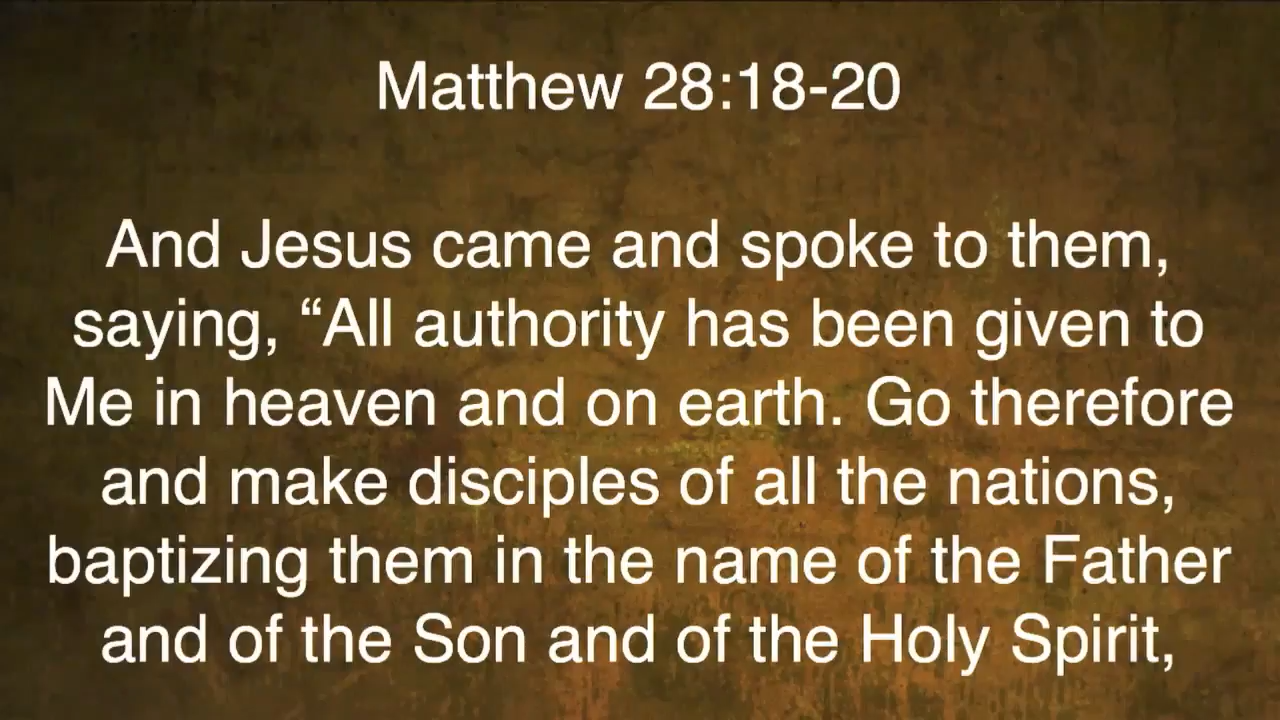 Matthew 28:18-20
And Jesus came and spoke to them,
saying, “All authority has been given to
Me in heaven and on earth. Go therefore
and make disciples of all the nations,
baptizing them in the name of the Father
and of the Son and of the Holy Spirit,